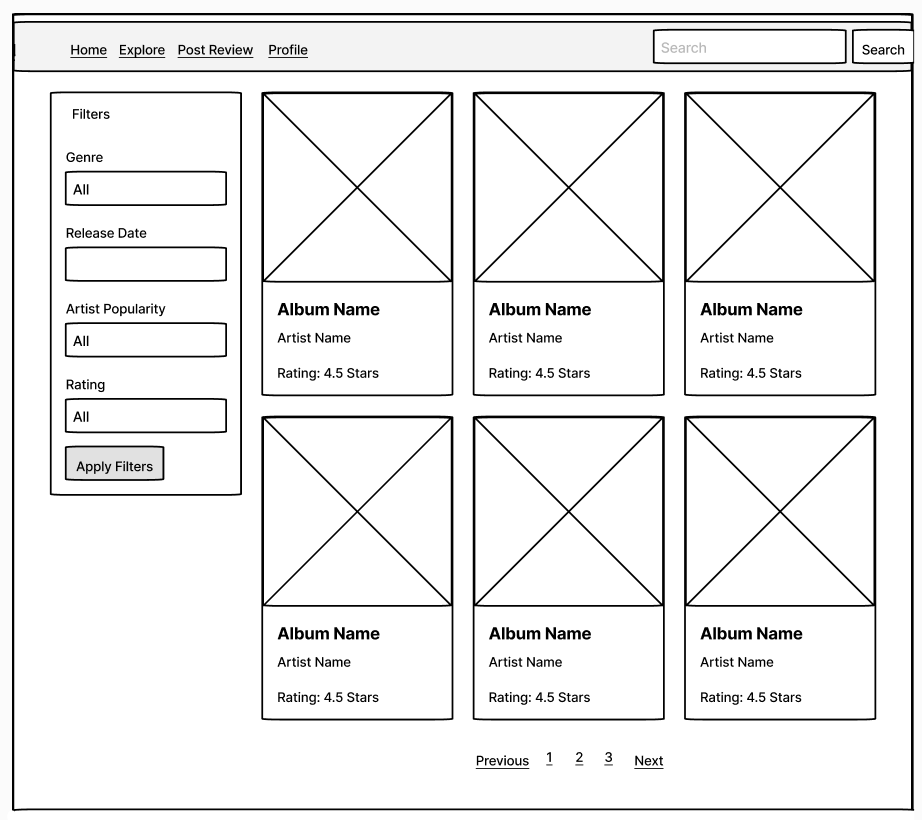 Home Explore Post Review Profile Search Search
Filters
Genre
All
Release Date
Artist Popularity
All
Rating
All
Apply Filters
Album Name
Artist Name
Rating: 4.5 Stars
Album Name
Artist Name
Rating: 4.5 Stars
Album Name
Artist Name
Rating: 4.5 Stars
Album Name
Artist Name
Rating: 4.5 Stars
Album Name
Artist Name
Rating: 4.5 Stars
Album Name
Artist Name
Rating: 4.5 Stars
Previous 1 2 3 Next